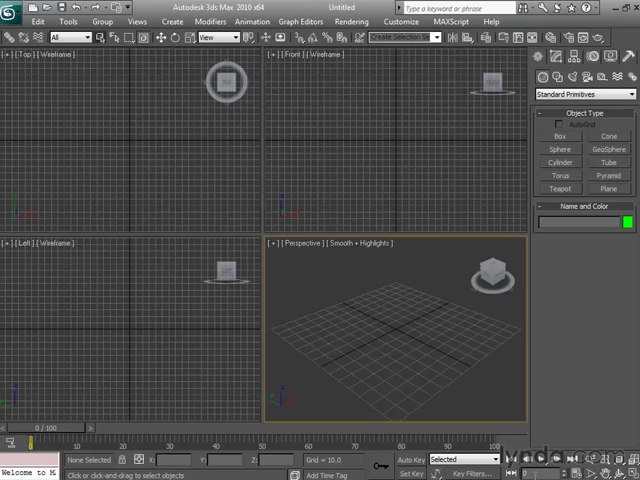 Autodesk 3ds Max 2010 x64 Untitled Type a keyword or phrase
Edit Tools Group Views Create Modifiers Animation Graph Editors Rendering Customize MAXScript Help
All View Create Selection Se
[ + ] [ Top ] [ Wireframe ]
[ + ] [ Front ] [ Wireframe ]
Standard Primitives
Object Type
AutoGrid
Box Cone
Sphere GeoSphere
Cylinder Tube
Torus Pyramid
Teapot Plane
Name and Color
[ + ] [ Left ] [ Wireframe ]
[ + ] [ Perspective ] [ Smooth + Highlights ]
0 / 100
0 10 20 30 40 50 60 70 80 90 100
None Selected X: Y: Z: Grid = 10.0 Auto Key Selected
Welcome to M Click or click-and-drag to select objects Add Time Tag Set Key Key Filters...
lynda.com